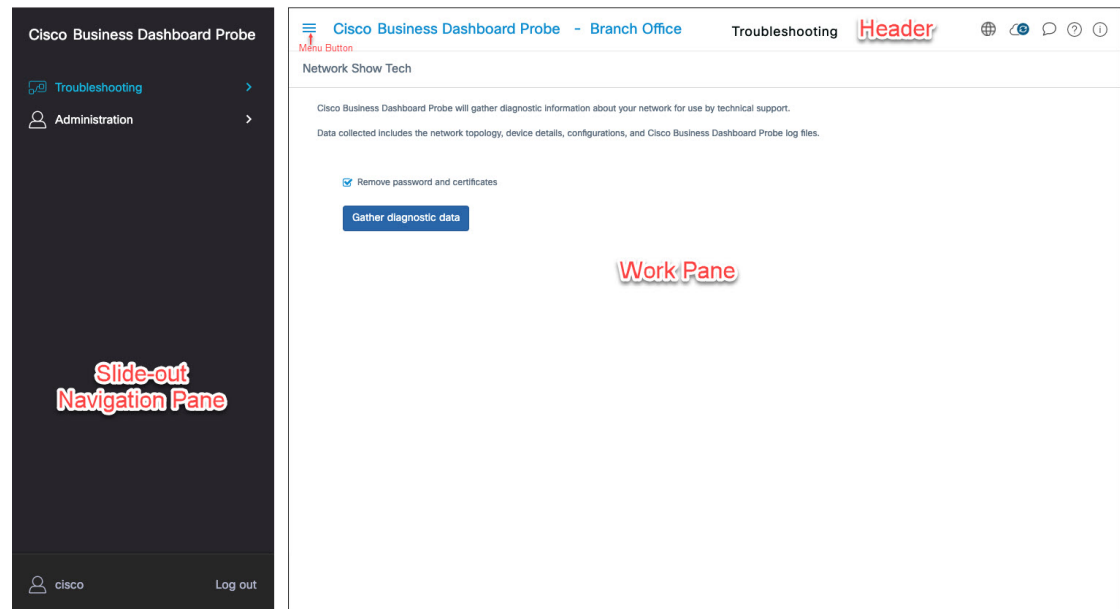 Cisco Business Dashboard Probe
Troubleshooting
Administration
Slide-out
Navigation Pane
cisco Log out
Cisco Business Dashboard Probe - Branch Office Troubleshooting Header
Menu Button
Network Show Tech
Cisco Business Dashboard Probe will gather diagnostic information about your network for use by technical support.
Data collected includes the network topology, device details, configurations, and Cisco Business Dashboard Probe log files.
Remove password and certificates
Gather diagnostic data
Work Pane